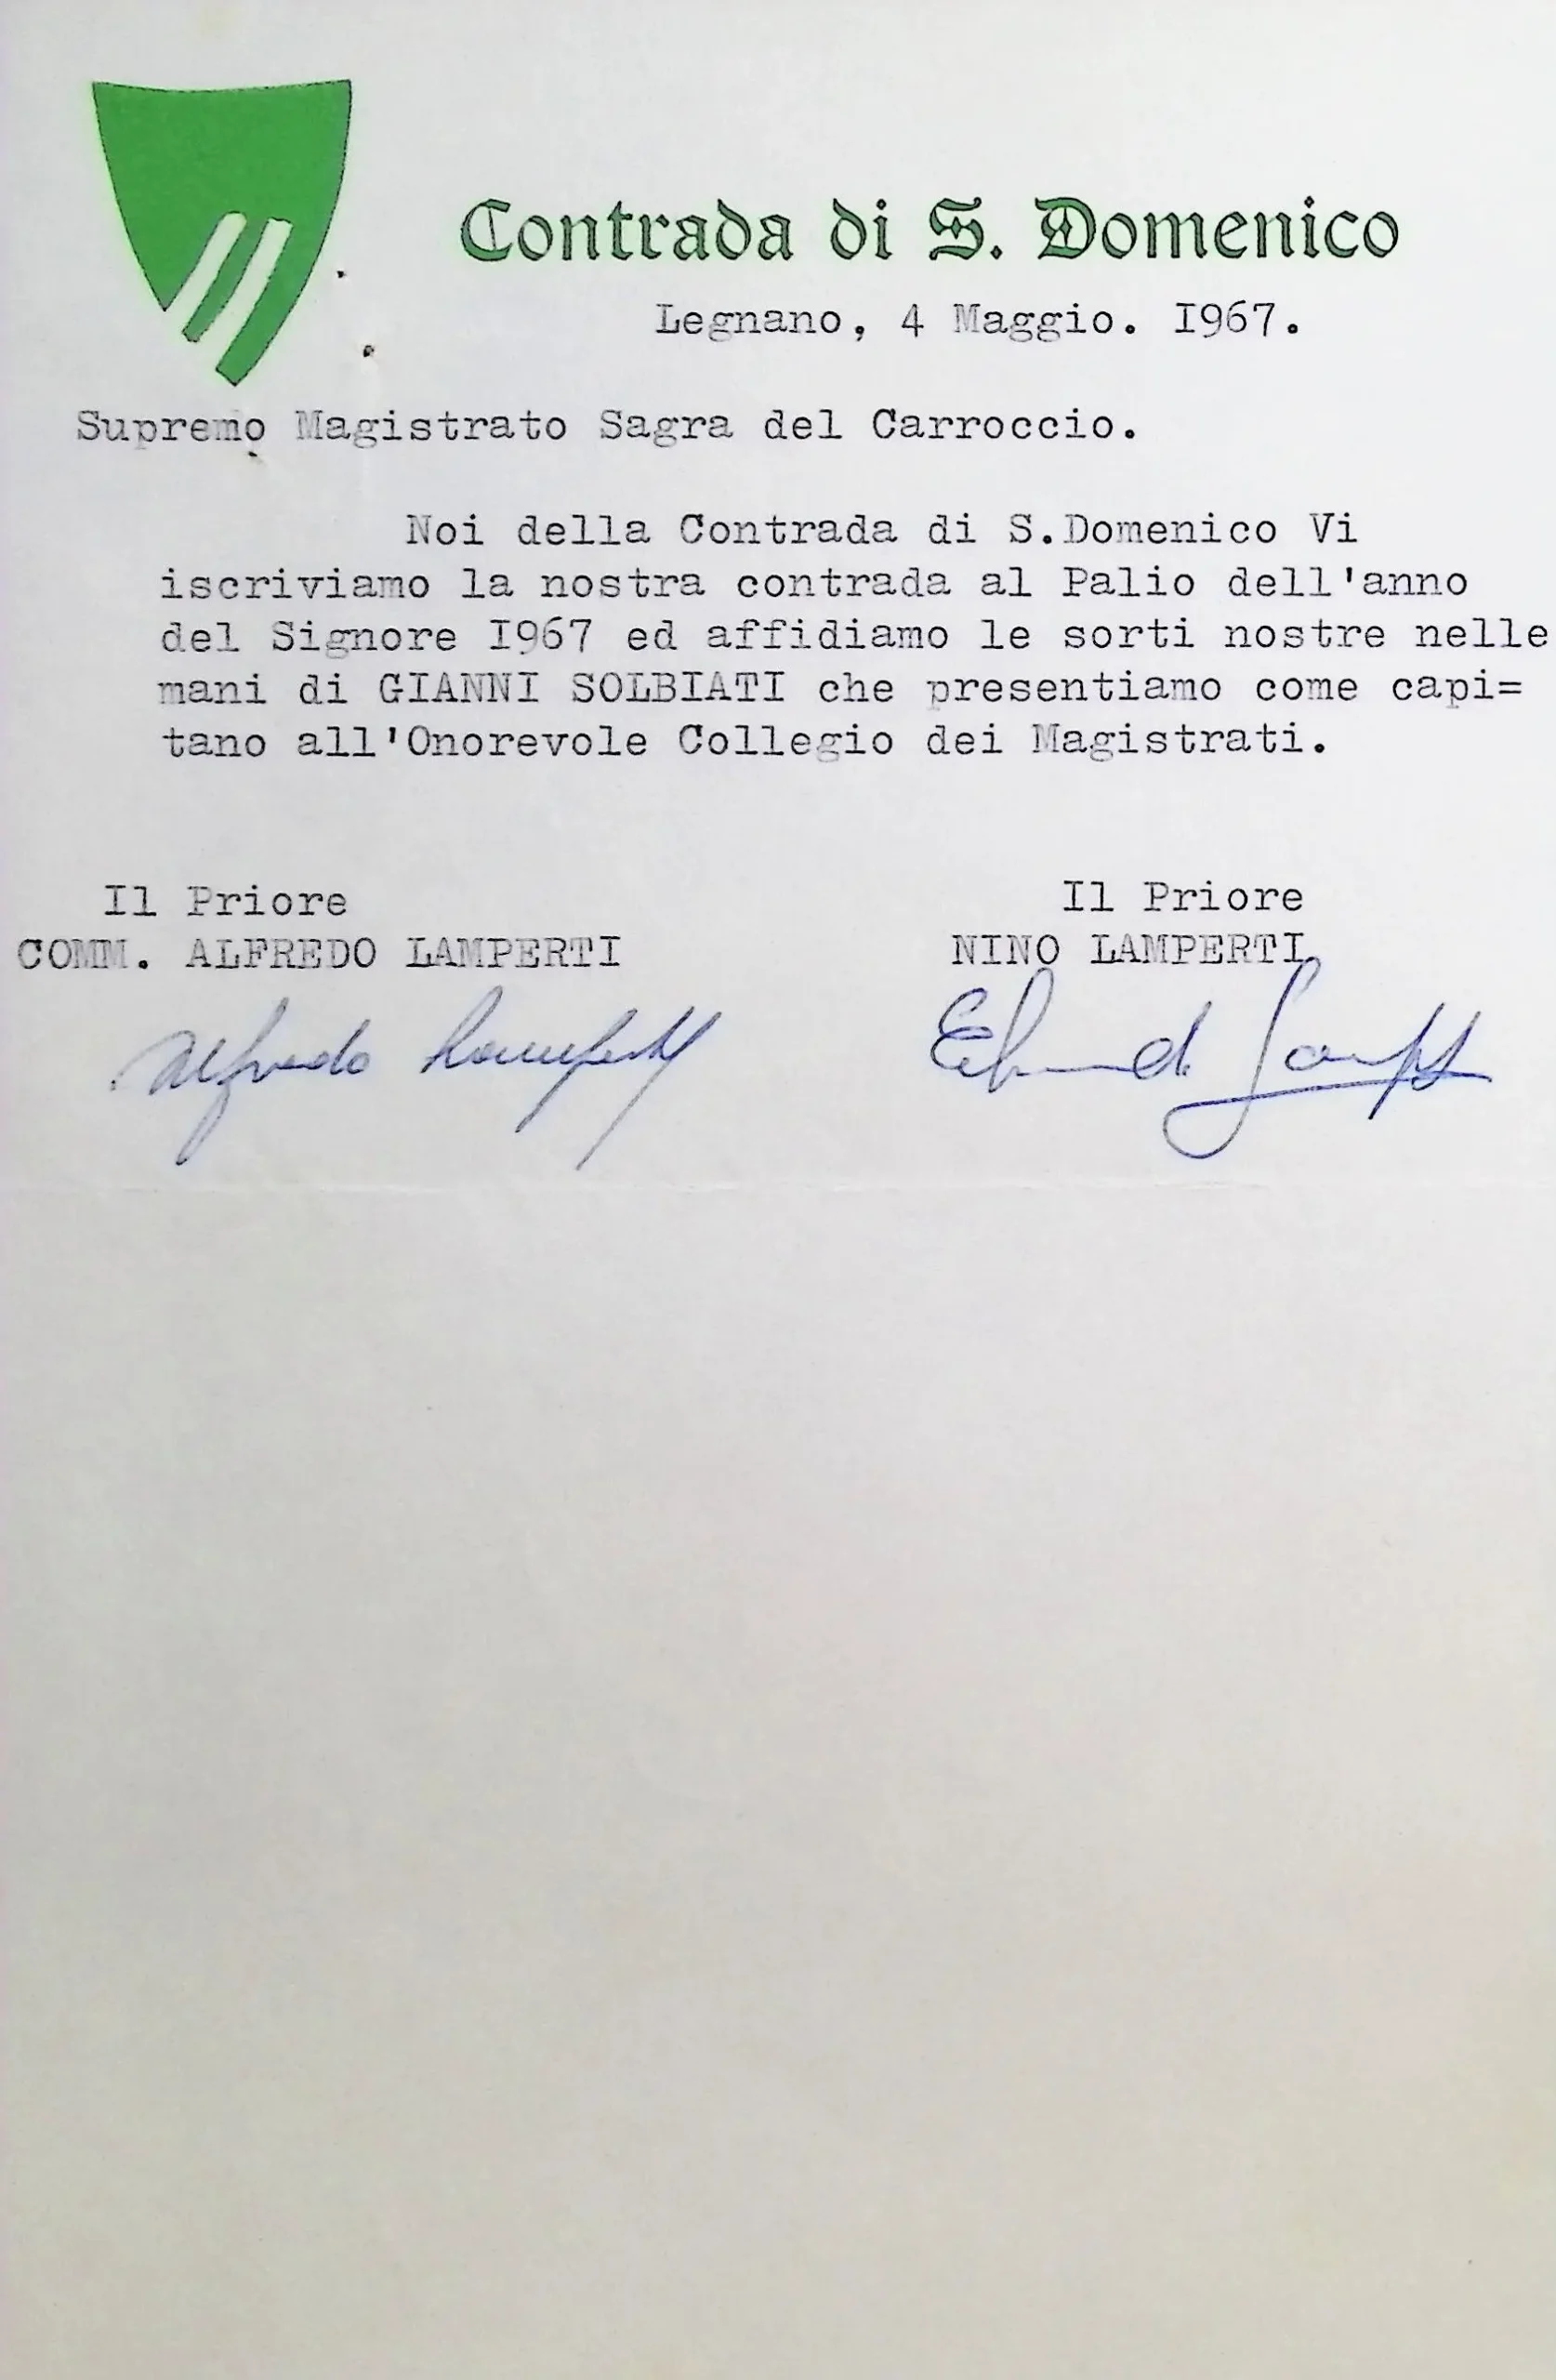 Contrada di S. Domenico
Legnano, 4 Maggio. I967.
Supremo Magistrato Sagra del Carroccio.
Noi della Contrada di S.Domenico Vi
iscriviamo la nostra contrada al Palio dell'anno
del Signore I967 ed affidiamo le sorti nostre nelle
mani di GIANNI SOLBIATI che presentiamo come capi=
tano all'Onorevole Collegio dei Magistrati.
Il Priore Il Priore
COMM. ALFREDO LAMPERTI NINO LAMPERTI
Alfredo Lamperti